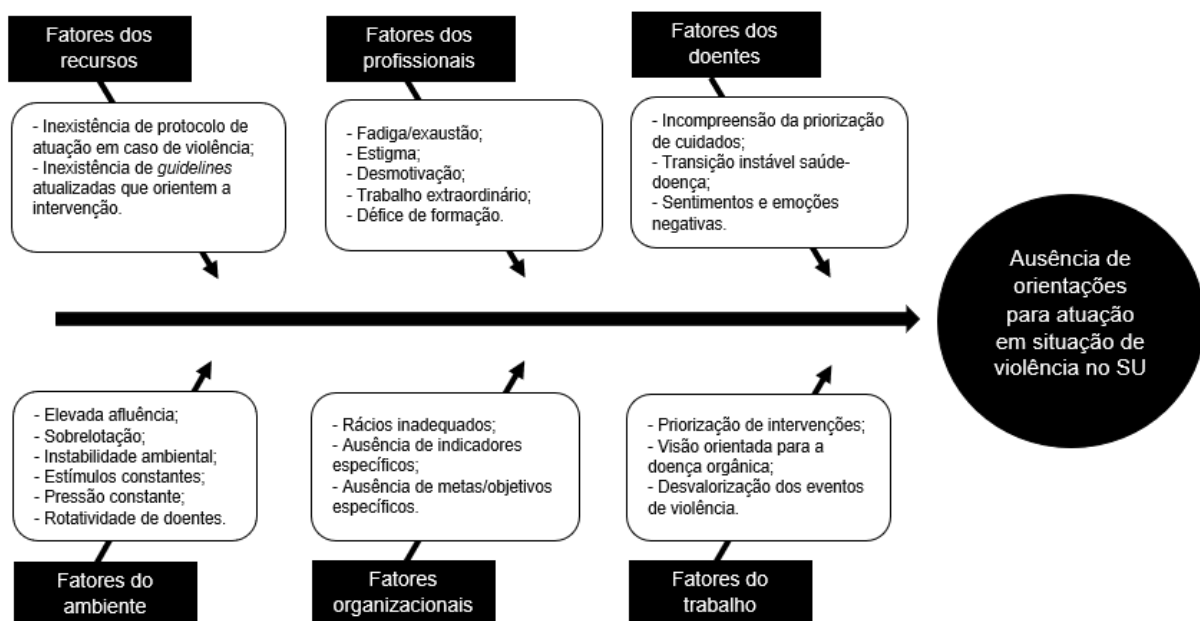 Fatores dos
recursos
- Inexistência de protocolo de
atuação em caso de violência;
- Inexistência de guidelines
atualizadas que orientem a
intervenção.
Fatores dos
profissionais
- Fadiga/exaustão;
- Estigma;
- Desmotivação;
- Trabalho extraordinário;
- Défice de formação.
Fatores dos
doentes
- Incompreensão da priorização
de cuidados;
- Transição instável saúde-
doença;
- Sentimentos e emoções
negativas.
Ausência de
orientações
para atuação
em situação de
violência no SU
- Elevada afluência;
- Sobrelotação;
- Instabilidade ambiental;
- Estímulos constantes;
- Pressão constante;
- Rotatividade de doentes.
Fatores do
ambiente
- Rácios inadequados;
- Ausência de indicadores
específicos;
- Ausência de metas/objetivos
específicos.
Fatores
organizacionais
- Priorização de intervenções;
- Visão orientada para a
doença orgânica;
- Desvalorização dos eventos
de violência.
Fatores do
trabalho